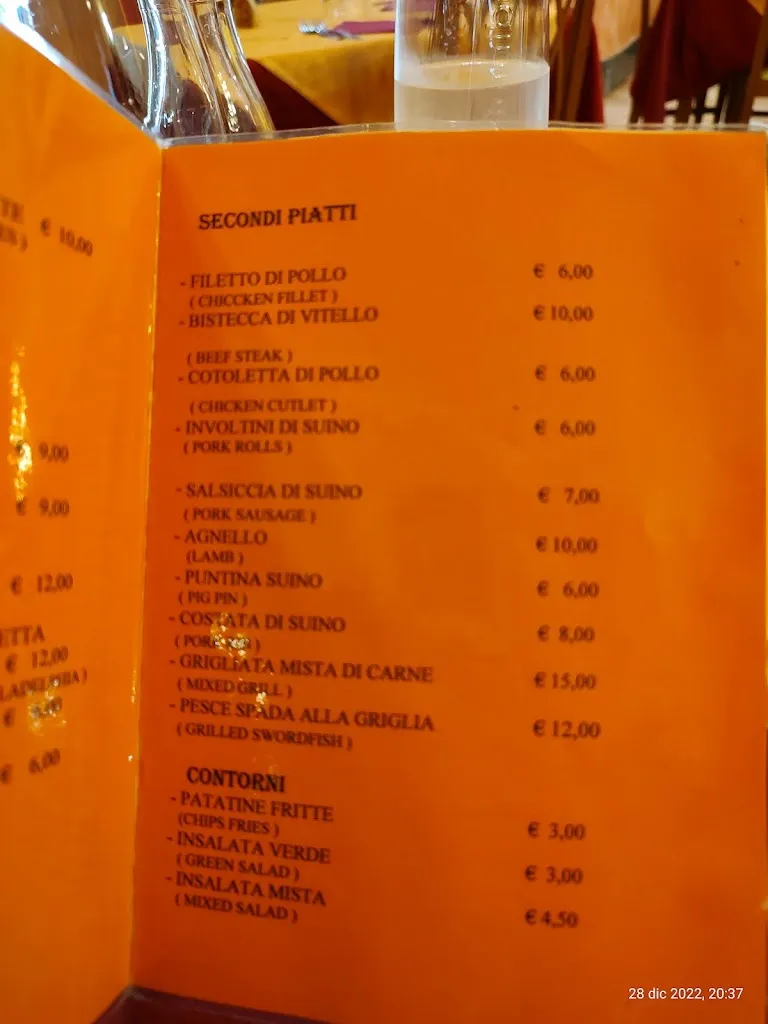 € 10,00
9,00
€ 9,00
€ 12,00
ETTA
€ 12,00
€
€ 6,00
SECONDI PIATTI
- FILETTO DI POLLO € 6,00
( CHICCKEN FILLET )
- BISTECCA DI VITELLO € 10,00
( BEEF STEAK )
- COTOLETTA DI POLLO € 6,00
( CHICKEN CUTLET )
- INVOLTINI DI SUINO € 6,00
( PORK ROLLS )
- SALSICCIA DI SUINO € 7,00
( PORK SAUSAGE )
- AGNELLO € 10,00
(LAMB )
- PUNTINA SUINO € 6,00
( PIG PIN )
- COSTATA DI SUINO € 8,00
- GRIGLIATA MISTA DI CARNE € 15,00
( MIXED GRILL )
- PESCE SPADA ALLA GRIGLIA € 12,00
( GRILLED SWORDFISH )
CONTORNI
- PATATINE FRITTE € 3,00
(CHIPS FRIES )
- INSALATA VERDE € 3,00
( GREEN SALAD )
- INSALATA MISTA € 4,50
( MIXED SALAD )
28 dic 2022, 20:37